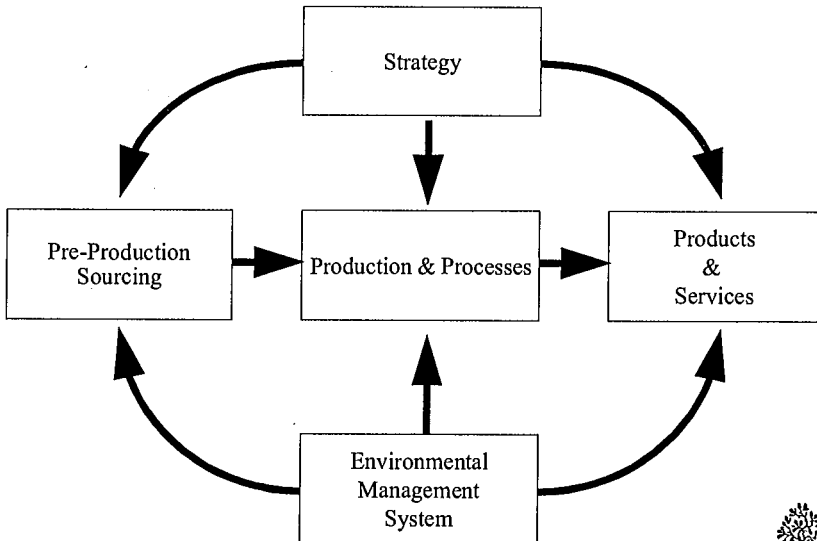 Strategy
Pre-Production
Sourcing
Production & Processes
Products
&
Services
Environmental
Management
System